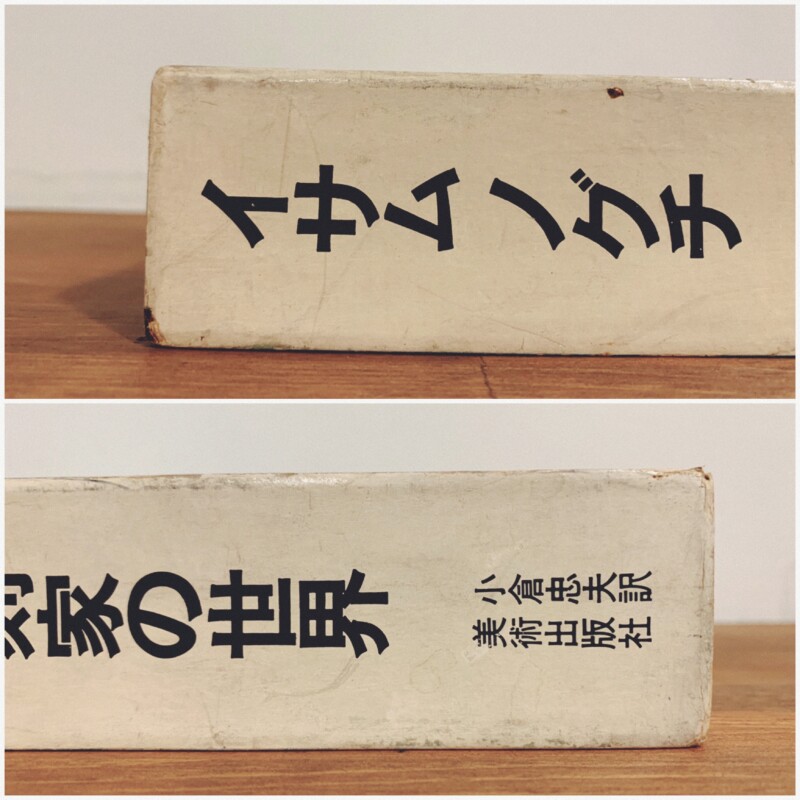 イサム ノグチ
家の世界
小倉忠夫訳
美術出版社